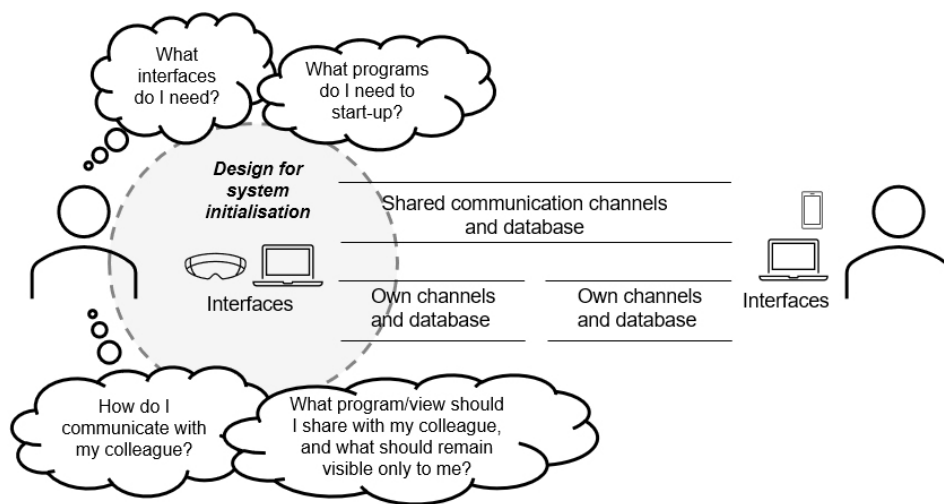 What
interfaces
do I need?
What programs
do I need to
start-up?
Design for
system
initialisation
Shared communication channels
and database
Interfaces
Own channels
and database
Own channels
and database
Interfaces
How do I
communicate with
my colleague?
What program/view should
I share with my colleague,
and what should remain
visible only to me?